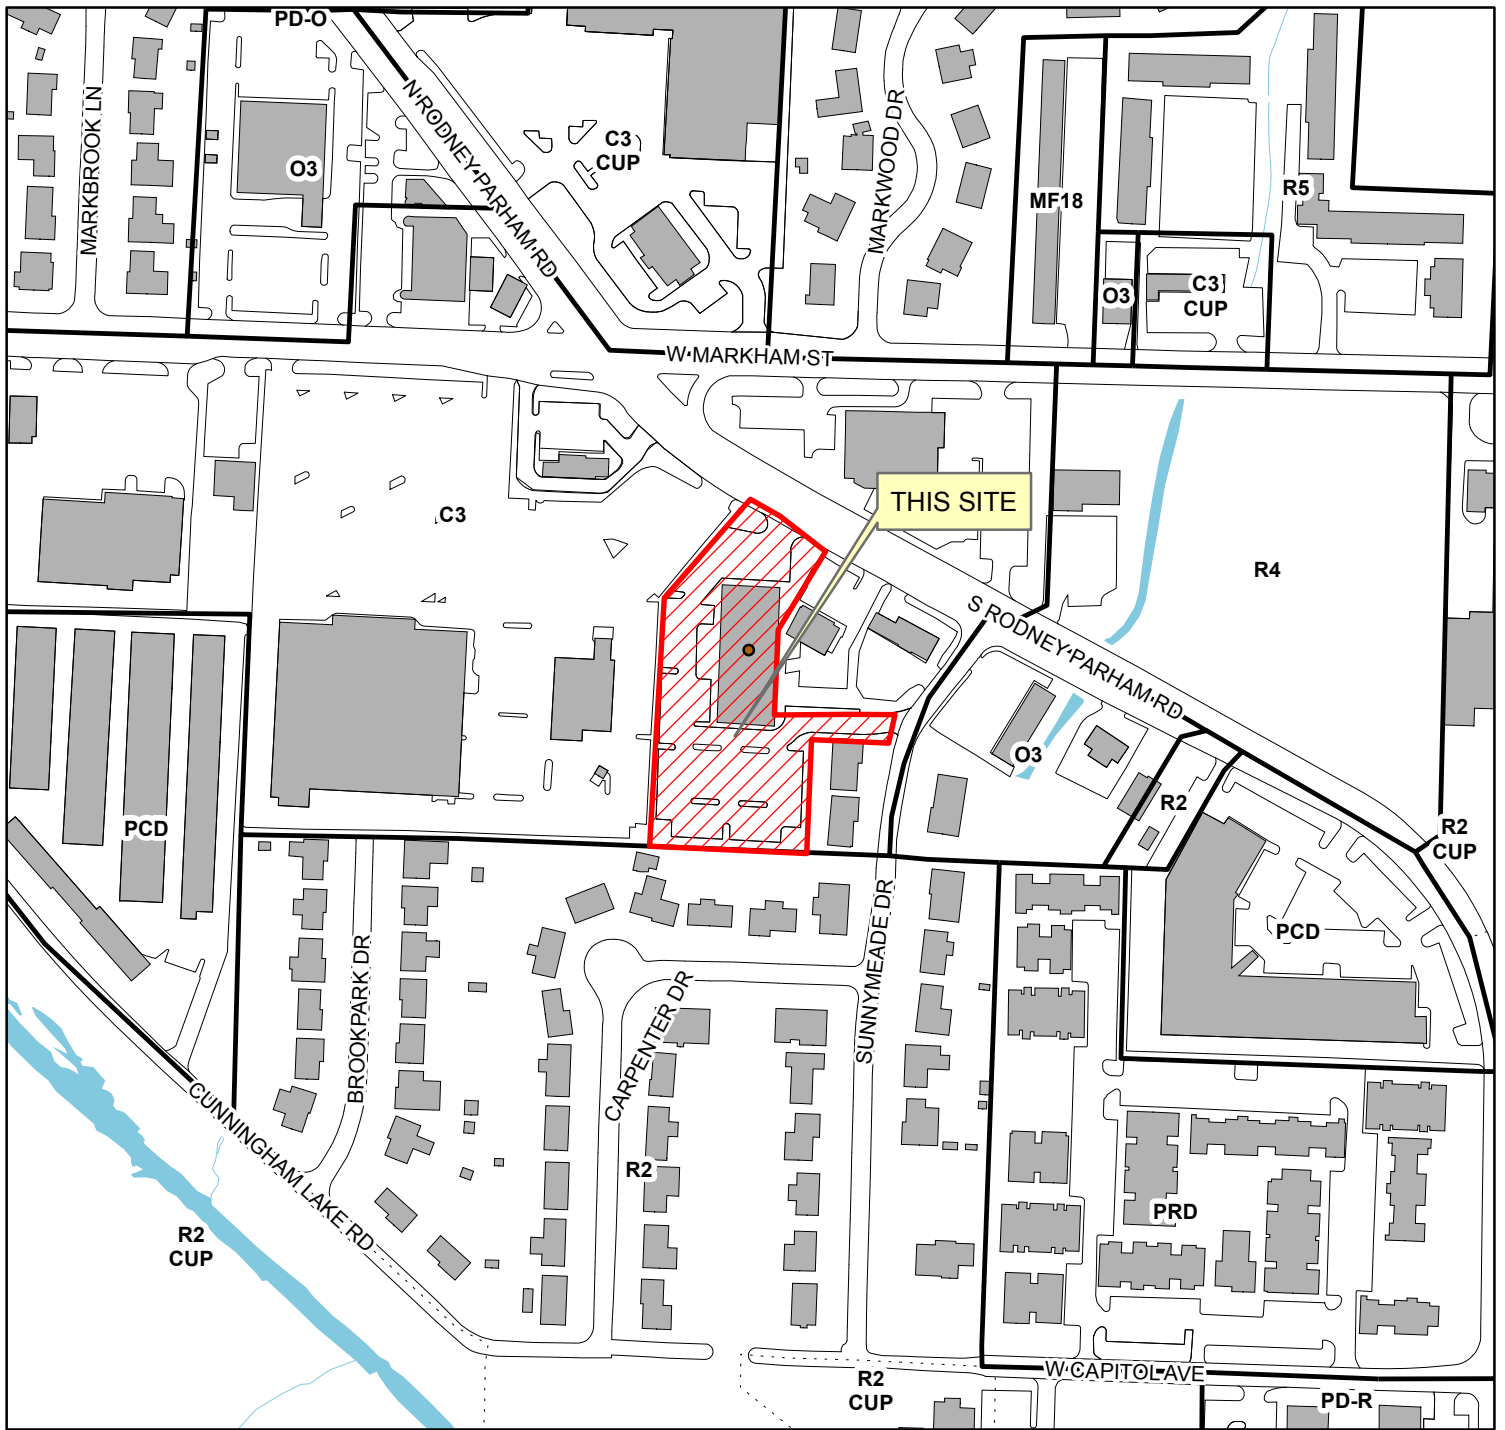 PD-O
N RODNEY PARHAM RD
MARKBROOK LN
O3
C3
CUP
MARKWOOD DR
MF18
R5
O3
C3
CUP
W MARKHAM ST
THIS SITE
C3
R4
S RODNEY PARHAM RD
O3
R2
PCD
R2
CUP
PCD
SUNNYMEADE DR
BROOKPARK DR
CARPENTER DR
CUNNINGHAM LAKE RD
R2
PRD
R2
CUP
W CAPITOL AVE
R2
CUP
PD-R